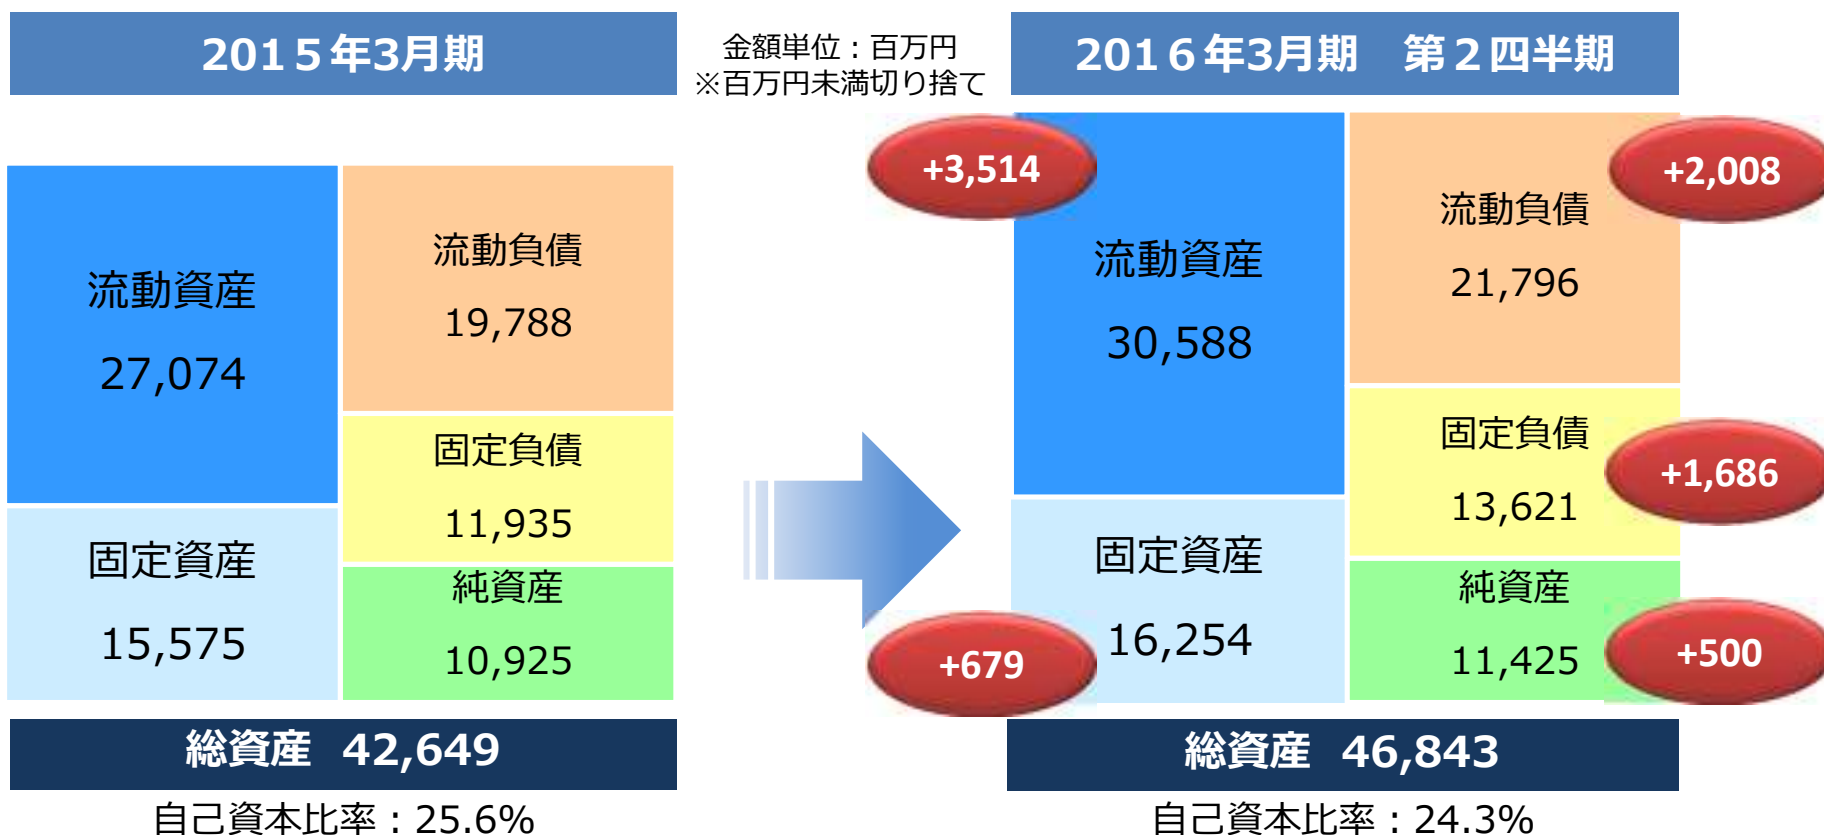 2015年3月期
金額単位：百万円
※百万円未満切り捨て
2016年3月期　第2四半期
流動資産
27,074
固定資産
15,575
流動負債
19,788
固定負債
11,935
純資産
10,925
総資産 42,649
自己資本比率：25.6%
+3,514
流動資産
30,588
固定資産
16,254
+679
流動負債
21,796
+2,008
固定負債
13,621
+1,686
純資産
11,425
+500
総資産 46,843
自己資本比率：24.3%